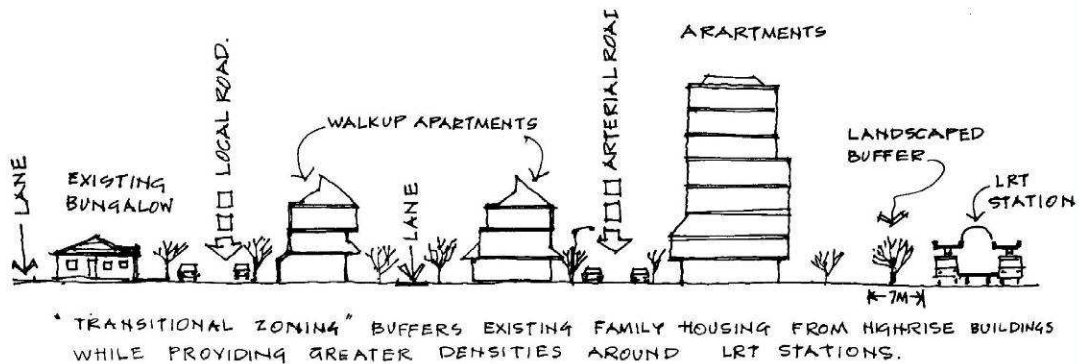 LANE
EXISTING
BUNGALOW
LOCAL ROAD.
WALKUP APARTMENTS
LANE
ARTERIAL ROAD
ARARTMENTS
LANDSCAPED
BUFFER
LRT
STATION
7M
"TRANSITIONAL ZONING" BUFFERS EXISTING FAMILY HOUSING FROM HIGHRISE BUILDINGS
WHILE PROVIDING GREATER DENSITIES AROUND LRT STATIONS.